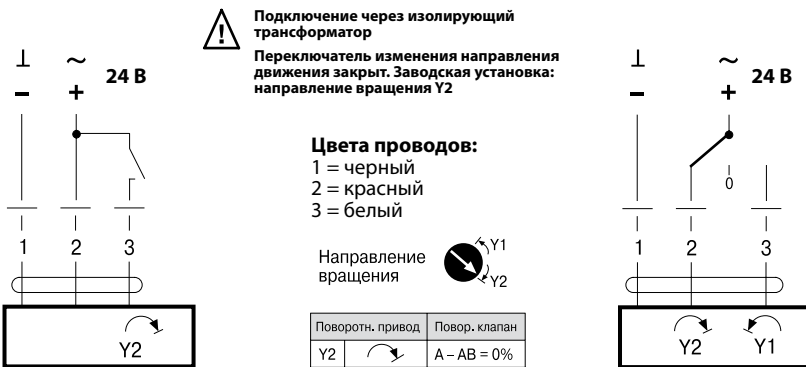 Подключение через изолирующий
трансформатор
Переключатель изменения направления
движения закрыт. Заводская установка:
направление вращения Y2
⊥ ~ 24 В
– +
1 2 3
Y2
Цвета проводов:
1 = черный
2 = красный
3 = белый
Направление
вращения
Y1
Y2
Поворотн. привод Повор. клапан
Y2 A – AB = 0%
⊥ ~ 24 В
– +
0
1 2 3
Y2 Y1